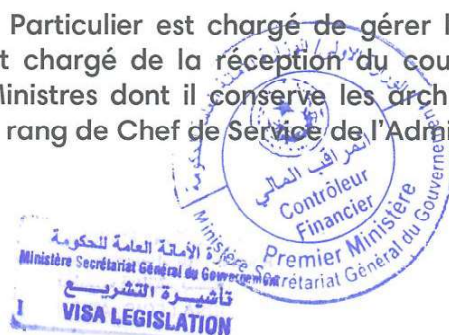 Particulier est chargé de gérer l
t chargé de la réception du cou
Ministres dont il conserve les arch
rang de Chef de Service de l'Admi
المراقب المالي
Contrôleur
Financier
Premier Ministère
Ministère Secrétariat Général du Gouvernement
وزارة الأمانة العامة للحكومة
Ministère Secrétariat Général du Gouvernement
تأشيرة التشريع
VISA LEGISLATION